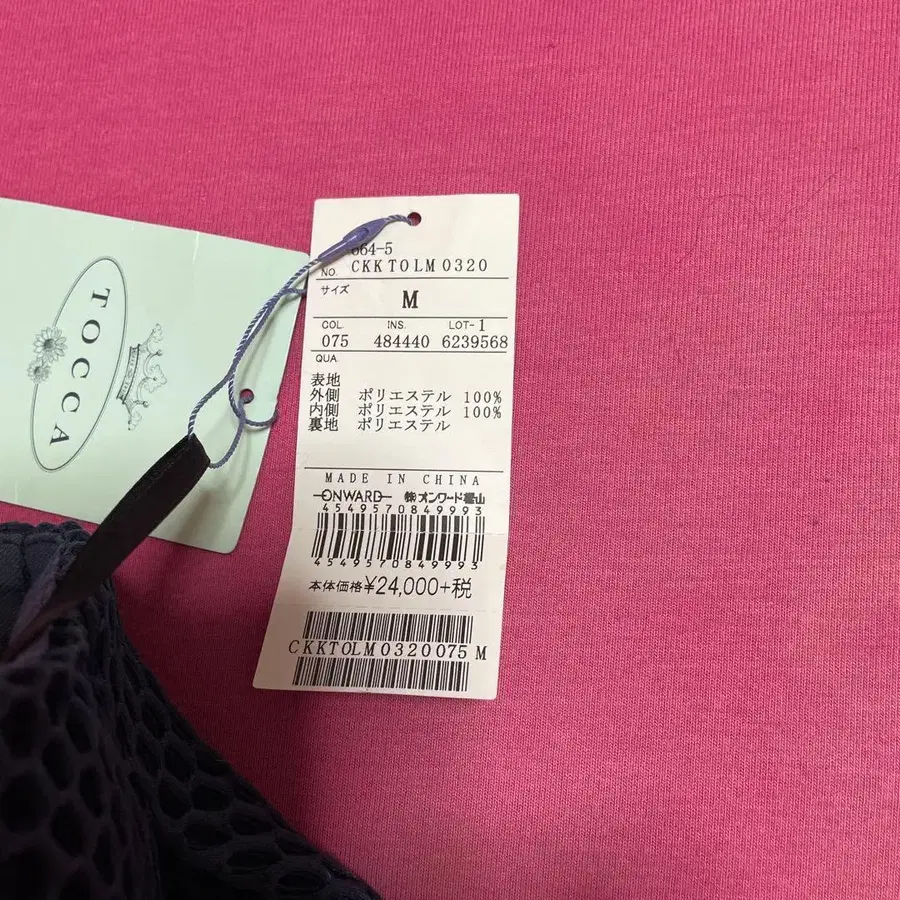 TOCCA
664-5
NO. CKKTOLM0320
サイズ
M
COL. INS. LOT-1
075 484440 6239568
QUA.
表地
外側 ポリエステル 100%
内側 ポリエステル 100%
裏地 ポリエステル
MADE IN CHINA
ONWARD ㈱オンワード樫山
4549570849993
4549570849993
本体価格¥24,000+税
CKKTOLM0320075 M